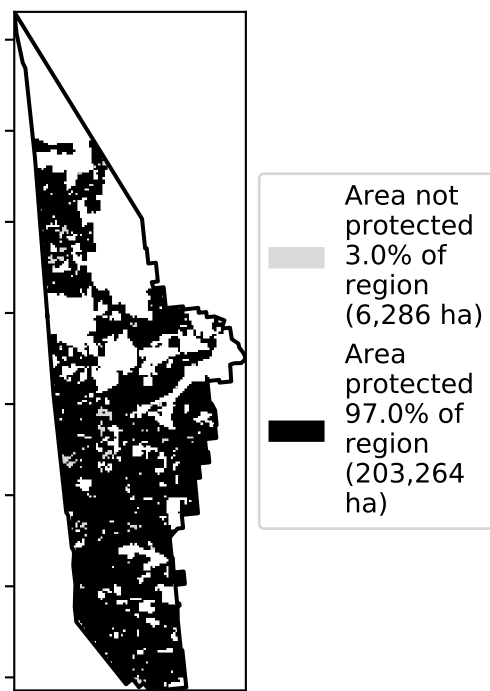 Area not
protected
3.0% of
region
(6,286 ha)
Area
protected
97.0% of
region
(203,264
ha)